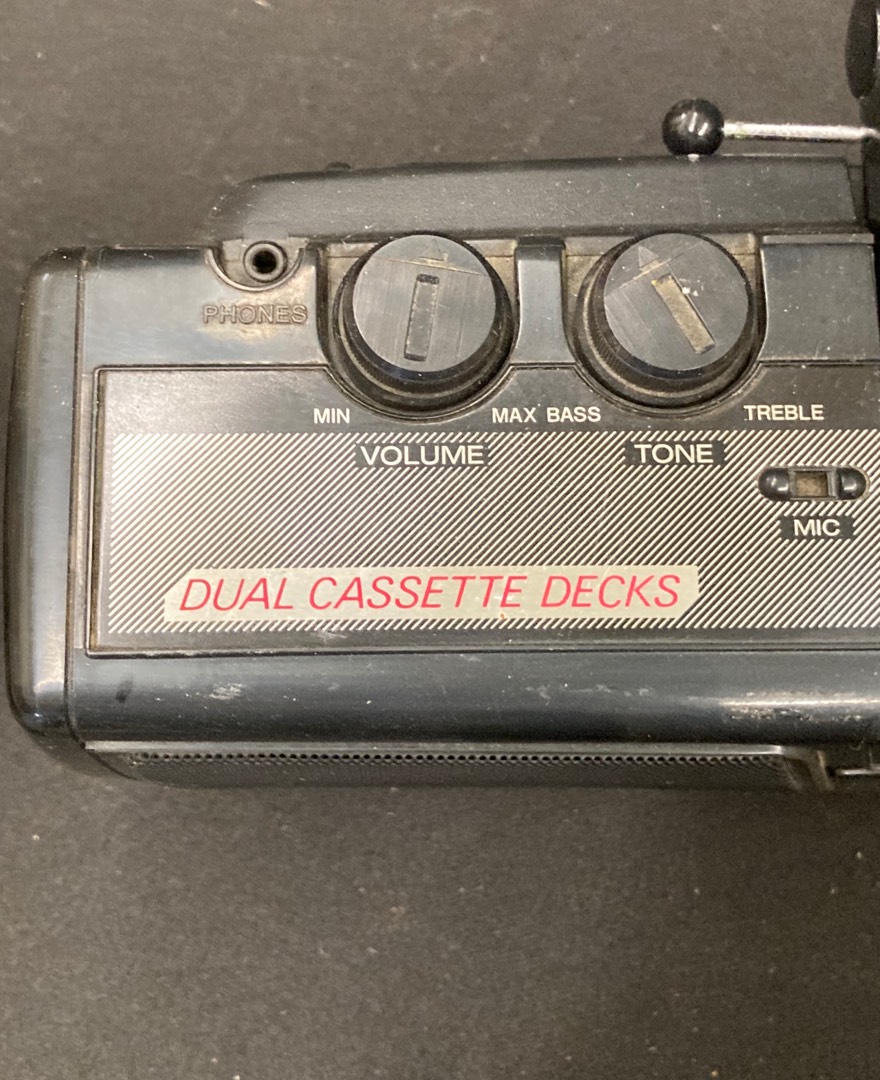 PHONES
MIN MAX BASS TREBLE
VOLUME TONE
MIC
DUAL CASSETTE DECKS